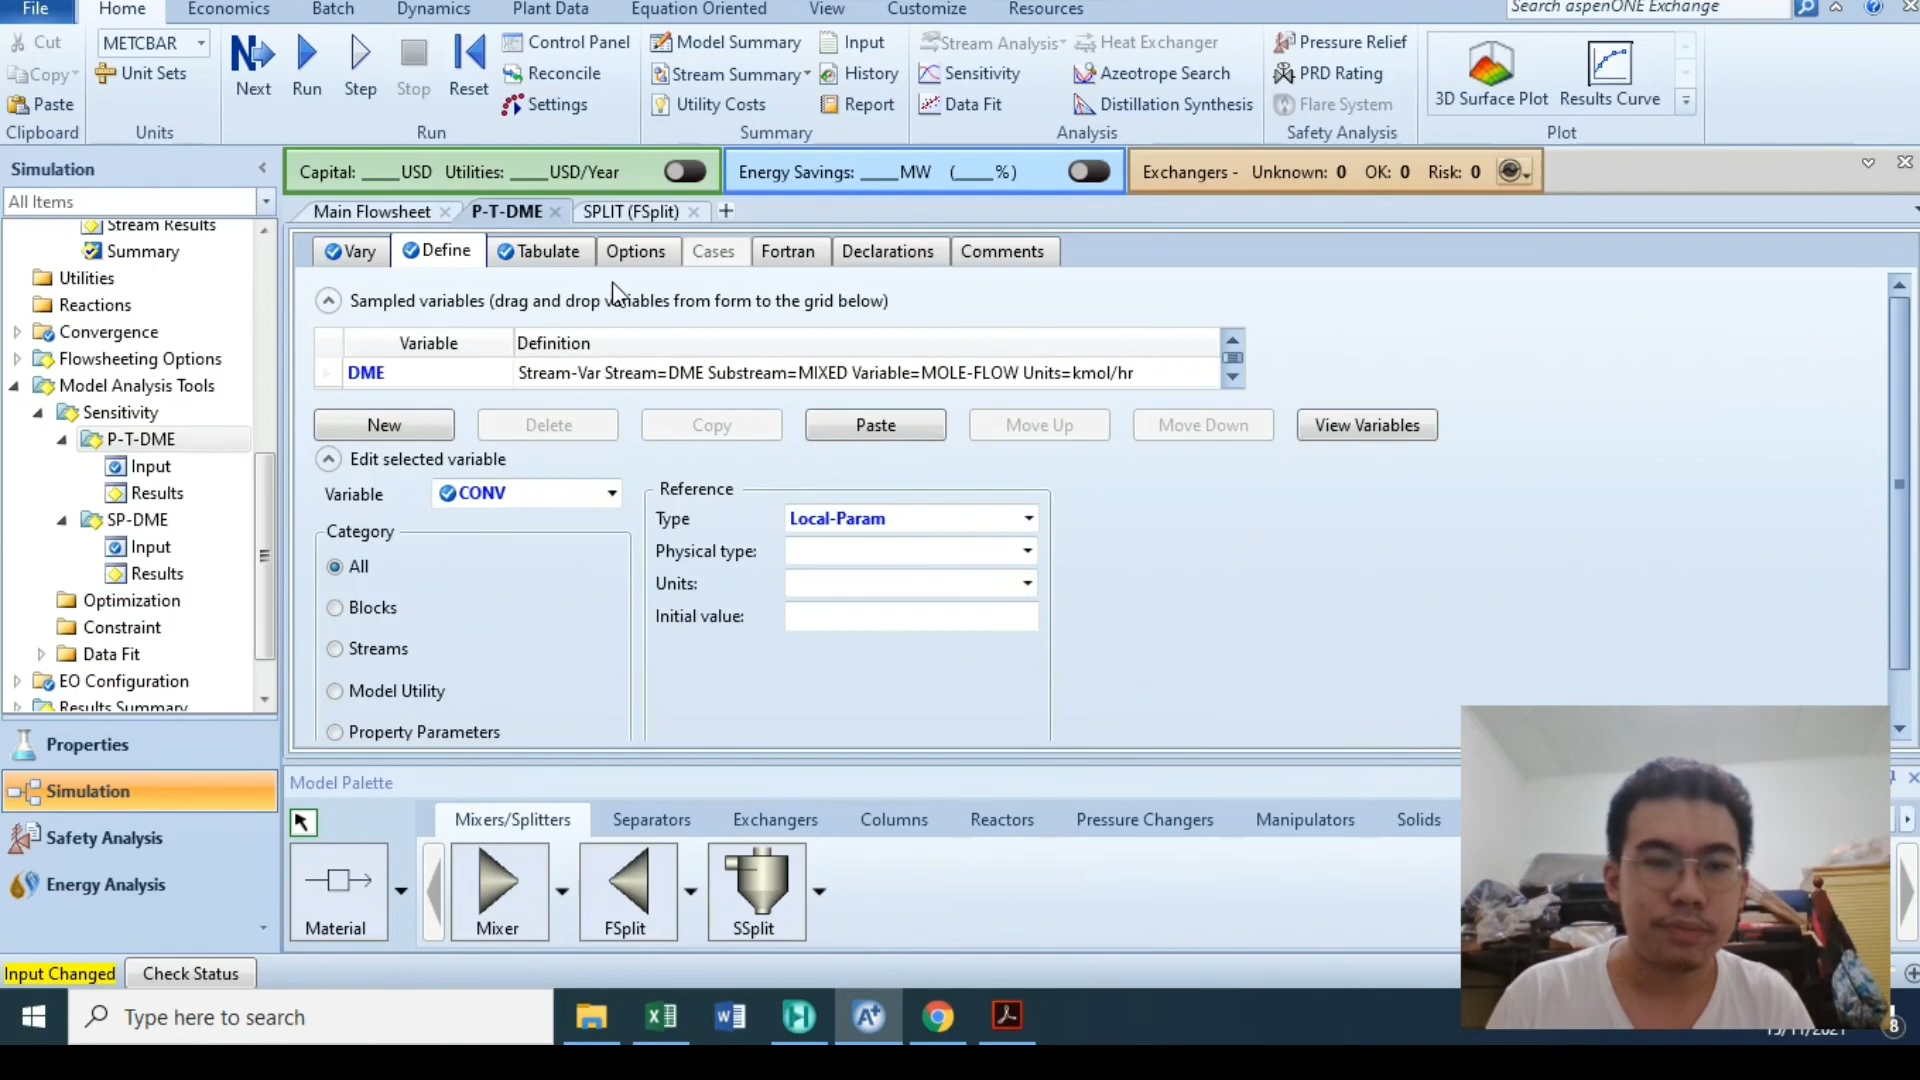 File Home Economics Batch Dynamics Plant Data Equation Oriented View Customize Resources Search aspenONE Exchange
Cut METCBAR Control Panel Model Summary Input Stream Analysis Heat Exchanger Pressure Relief
Copy Unit Sets Reconcile Stream Summary History Sensitivity Azeotrope Search PRD Rating
Next Run Step Stop Reset 3D Surface Plot Results Curve
Paste Settings Utility Costs Report Data Fit Distillation Synthesis Flare System
Clipboard Units Run Summary Analysis Safety Analysis Plot
Simulation Capital: ____USD Utilities: ____USD/Year Energy Savings: ____MW (____%) Exchangers - Unknown: 0 OK: 0 Risk: 0
All Items Main Flowsheet P-T-DME SPLIT (FSplit)
Stream Results
Summary
Utilities
Reactions
Convergence
Flowsheeting Options
Model Analysis Tools
Sensitivity
P-T-DME
Input
Results
SP-DME
Input
Results
Optimization
Constraint
Data Fit
EO Configuration
Results Summary
Properties
Simulation
Safety Analysis
Energy Analysis
Vary Define Tabulate Options Cases Fortran Declarations Comments
Sampled variables (drag and drop variables from form to the grid below)
Variable Definition
DME Stream-Var Stream=DME Substream=MIXED Variable=MOLE-FLOW Units=kmol/hr
New Delete Copy Paste Move Up Move Down View Variables
Edit selected variable
Variable CONV
Category
All
Blocks
Streams
Model Utility
Property Parameters
Reference
Type Local-Param
Physical type:
Units:
Initial value:
Model Palette
Mixers/Splitters Separators Exchangers Columns Reactors Pressure Changers Manipulators Solids
Material Mixer FSplit SSplit
Input Changed Check Status
Type here to search
8